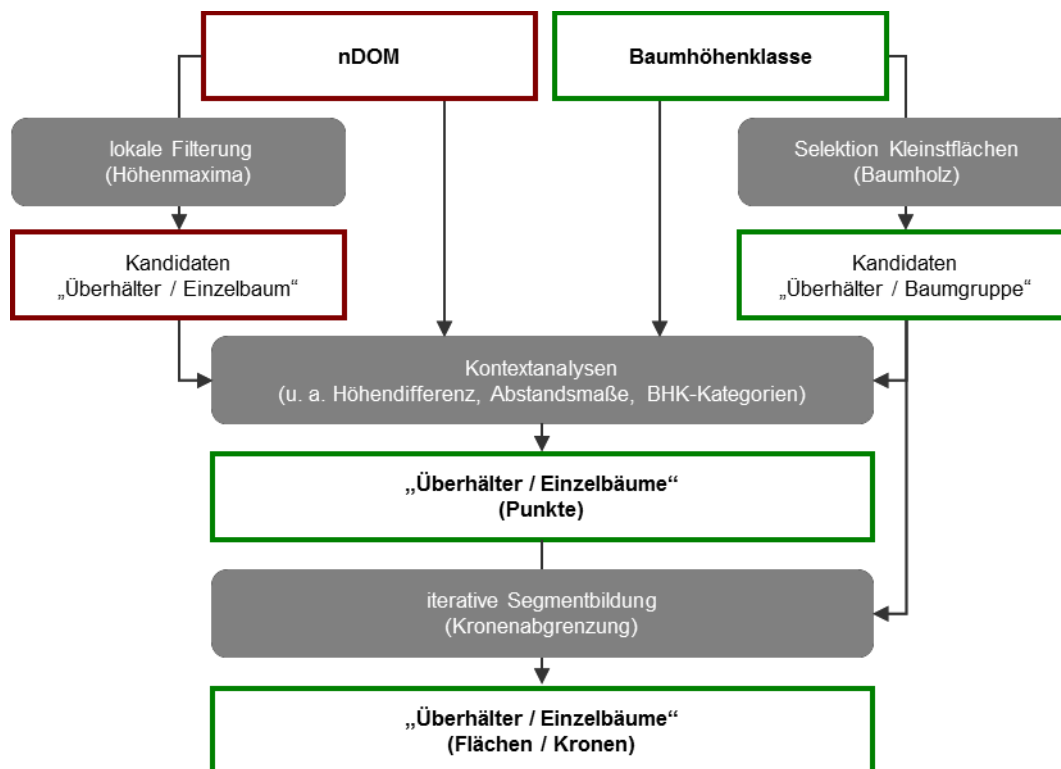 nDOM
Baumhöhenklasse
lokale Filterung
(Höhenmaxima)
Selektion Kleinstflächen
(Baumholz)
Kandidaten
„Überhälter / Einzelbaum“
Kandidaten
„Überhälter / Baumgruppe“
Kontextanalysen
(u. a. Höhendifferenz, Abstandsmaße, BHK-Kategorien)
„Überhälter / Einzelbäume“
(Punkte)
iterative Segmentbildung
(Kronenabgrenzung)
„Überhälter / Einzelbäume“
(Flächen / Kronen)